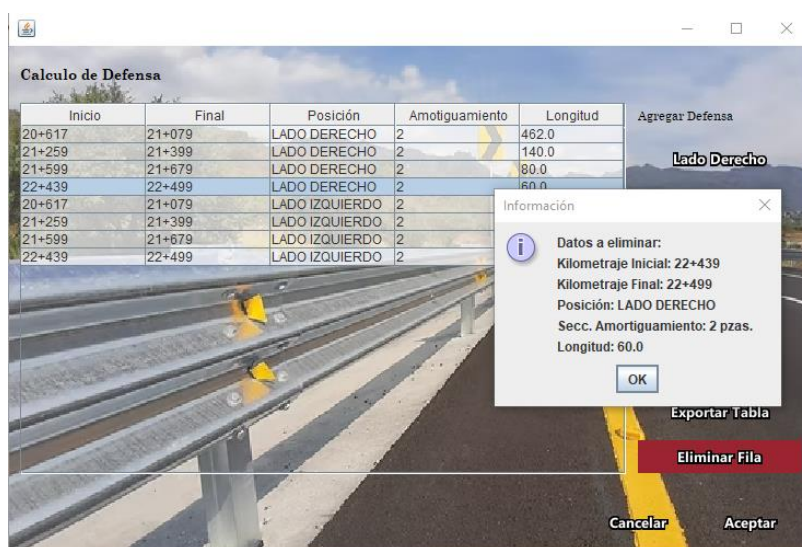 Calculo de Defensa
Inicio Final Posición Amotiguamiento Longitud
20+617 21+079 LADO DERECHO 2 462.0
21+259 21+399 LADO DERECHO 2 140.0
21+599 21+679 LADO DERECHO 2 80.0
22+439 22+499 LADO DERECHO 2 60.0
20+617 21+079 LADO IZQUIERDO 2
21+259 21+399 LADO IZQUIERDO 2
21+599 21+679 LADO IZQUIERDO 2
22+439 22+499 LADO IZQUIERDO 2
Agregar Defensa
Lado Derecho
Información
Datos a eliminar:
Kilometraje Inicial: 22+439
Kilometraje Final: 22+499
Posición: LADO DERECHO
Secc. Amortiguamiento: 2 pzas.
Longitud: 60.0
OK
Exportar Tabla
Eliminar Fila
Cancelar Aceptar